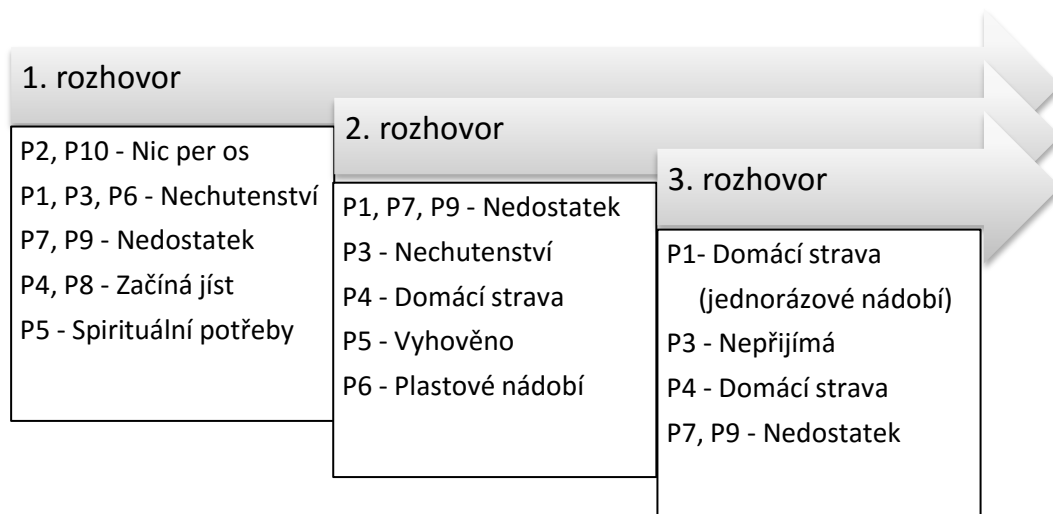 1. rozhovor
P2, P10 - Nic per os
P1, P3, P6 - Nechutenství
P7, P9 - Nedostatek
P4, P8 - Začíná jíst
P5 - Spirituální potřeby
2. rozhovor
P1, P7, P9 - Nedostatek
P3 - Nechutenství
P4 - Domácí strava
P5 - Vyhověno
P6 - Plastové nádobí
3. rozhovor
P1- Domácí strava
(jednorázové nádobí)
P3 - Nepřijímá
P4 - Domácí strava
P7, P9 - Nedostatek